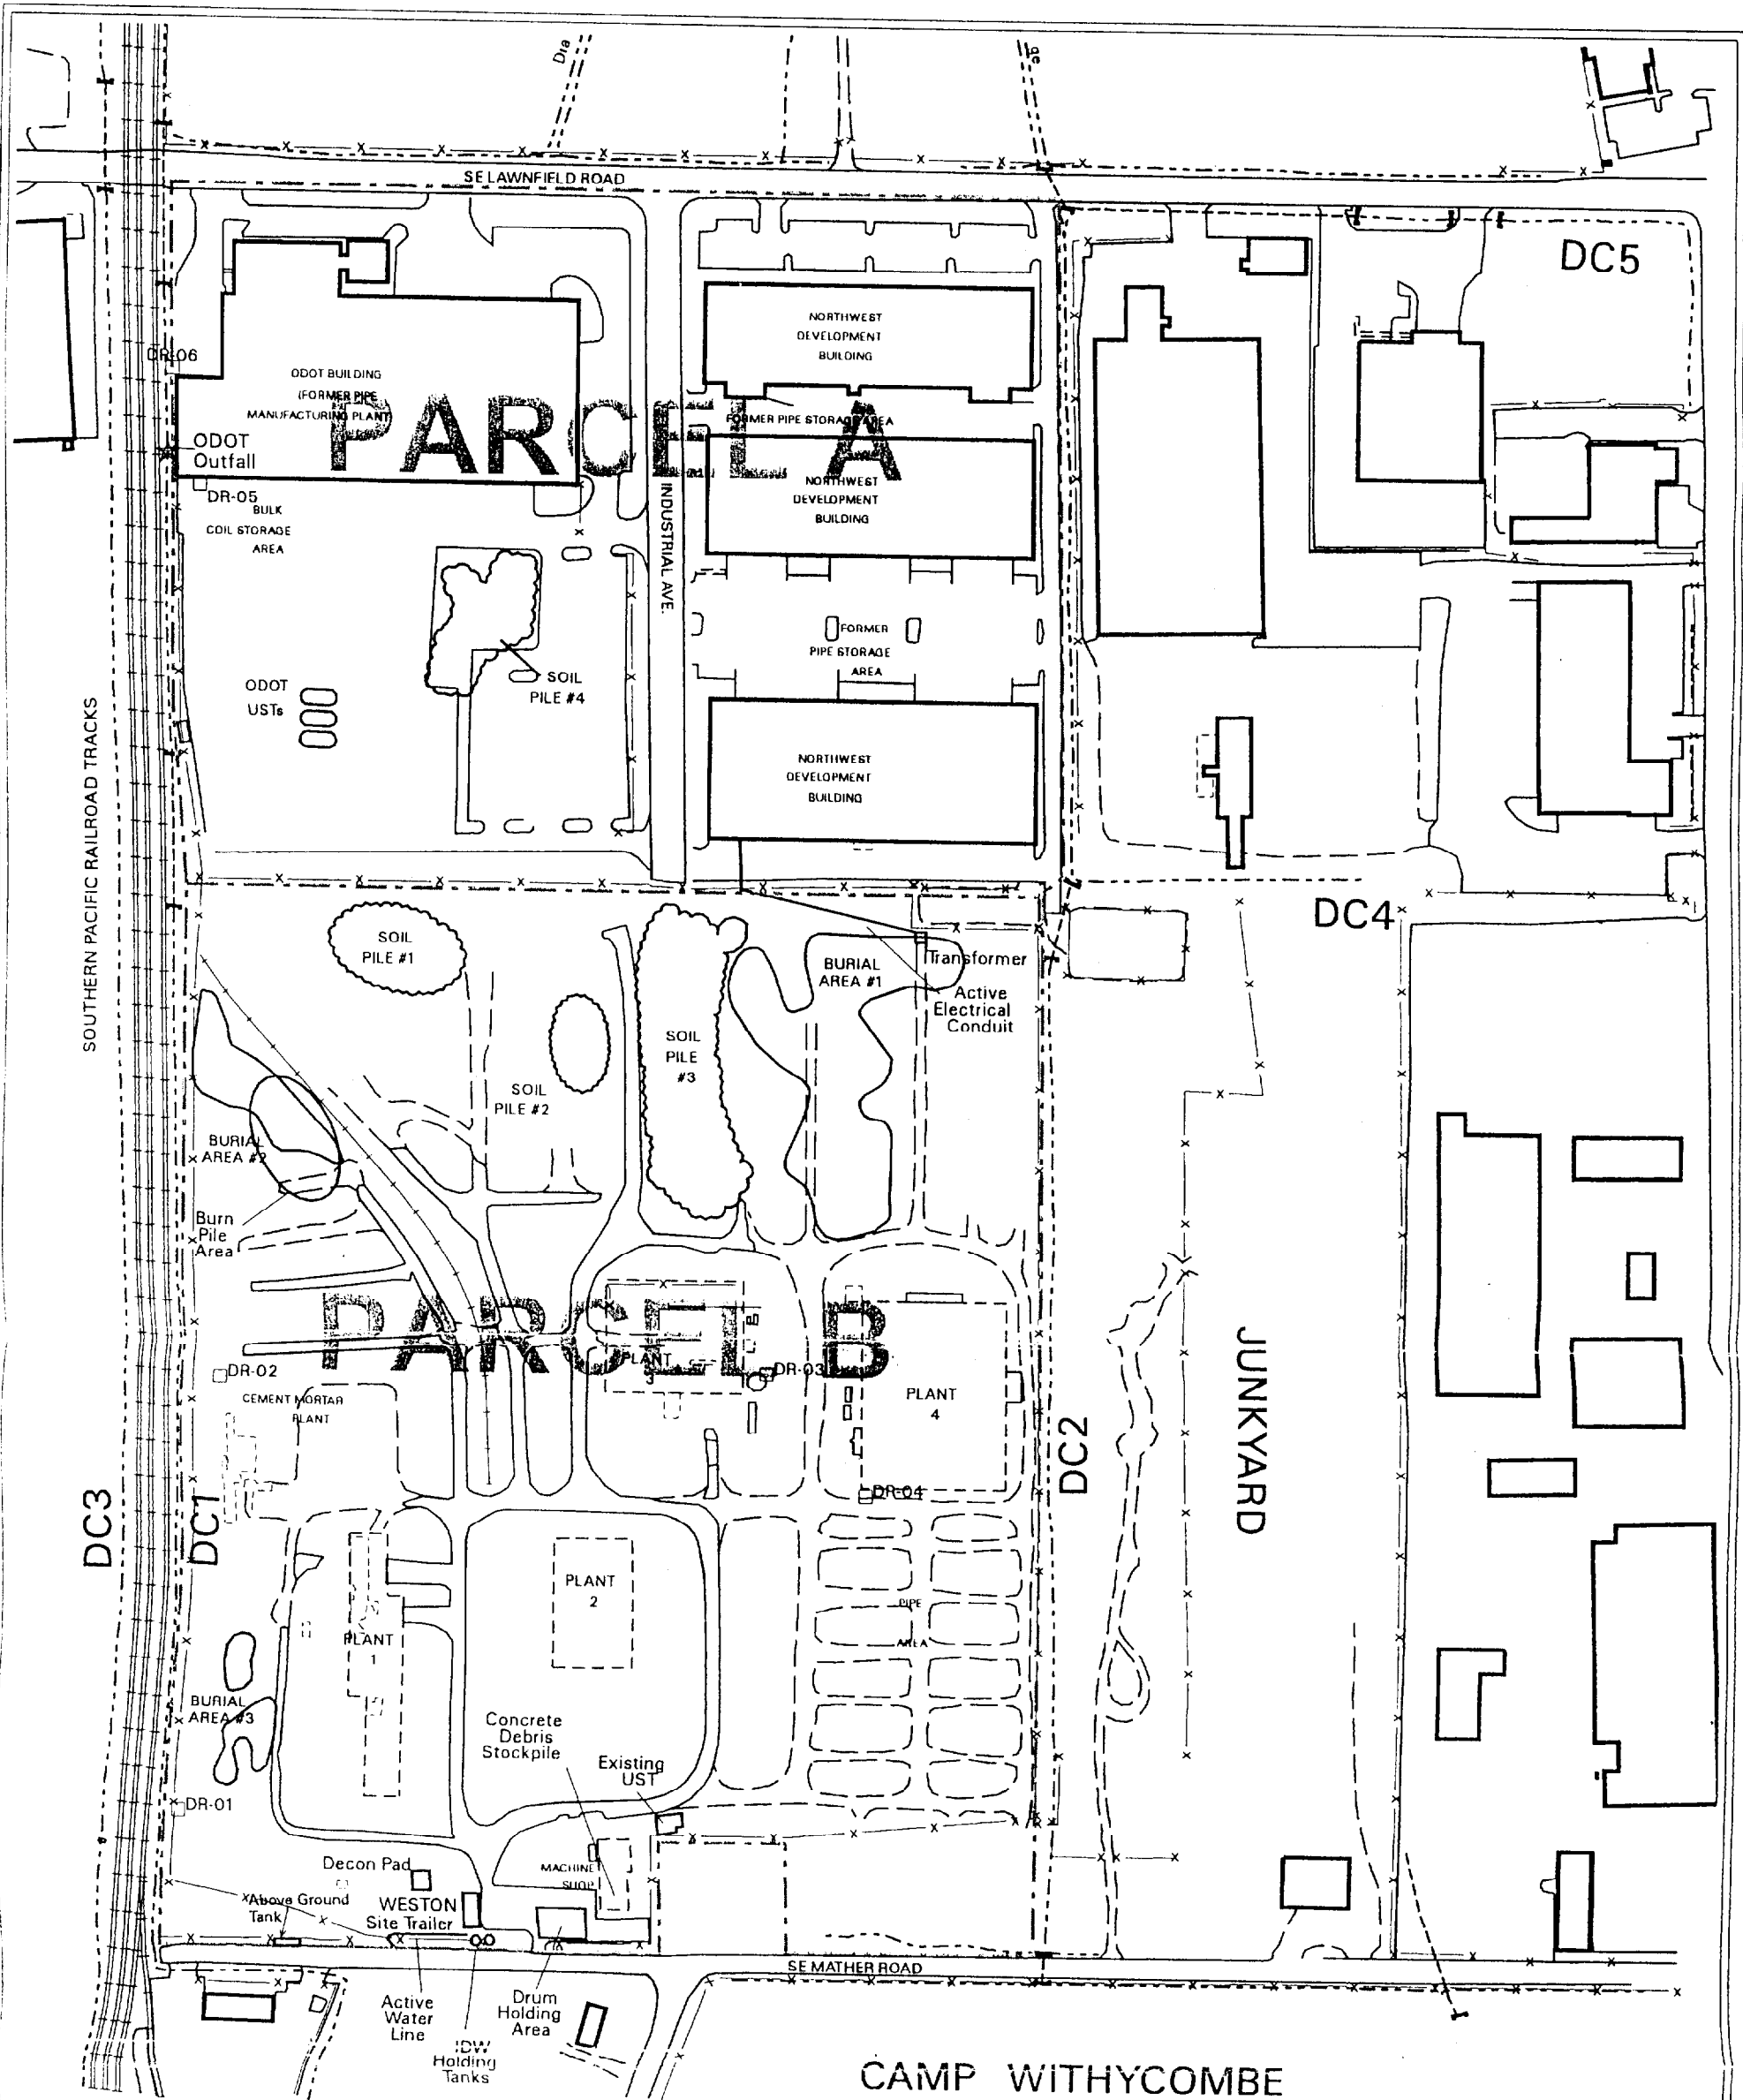 SE LAWNFIELD ROAD
DC5
NORTHWEST
DEVELOPMENT
BUILDING
DR-06
ODOT BUILDING
(FORMER PIPE
MANUFACTURING PLANT)
PARCEL A
FORMER PIPE STORAGE AREA
ODOT
Outfall
NORTHWEST
DEVELOPMENT
BUILDING
DR-05
BULK
COIL STORAGE
AREA
INDUSTRIAL AVE.
FORMER
PIPE STORAGE
AREA
SOIL
PILE #4
ODOT
USTs
SOUTHERN PACIFIC RAILROAD TRACKS
NORTHWEST
DEVELOPMENT
BUILDING
DC4
SOIL
PILE #1
BURIAL
AREA #1
Transformer
Active
Electrical
Conduit
SOIL
PILE
#3
SOIL
PILE #2
BURIAL
AREA #2
Burn
Pile
Area
PARCEL B
PLANT
3
DR-03
DR-02
CEMENT MORTAR
PLANT
PLANT
4
JUNKYARD
DC2
DR-04
DC3
DC1
PLANT
2
PIPE
AREA
PLANT
1
BURIAL
AREA #3
Concrete
Debris
Stockpile
Existing
UST
DR-01
Decon Pad
MACHINE
SHOP
Above Ground
Tank
WESTON
Site Trailer
SE MATHER ROAD
Active
Water
Line
Drum
Holding
Area
IDW
Holding
Tanks
CAMP WITHYCOMBE